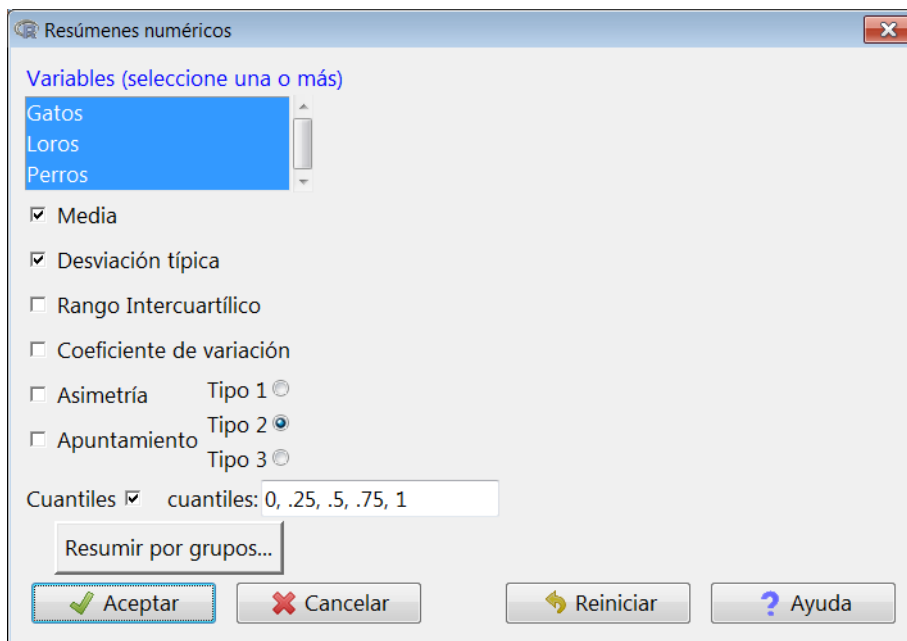 Resúmenes numéricos
Variables (seleccione una o más)
Gatos
Loros
Perros
Media
Desviación típica
Rango Intercuartílico
Coeficiente de variación
Asimetría
Tipo 1
Tipo 2
Apuntamiento
Tipo 3
Cuantiles
cuantiles: 0, .25, .5, .75, 1
Resumir por grupos...
Aceptar
Cancelar
Reiniciar
? Ayuda